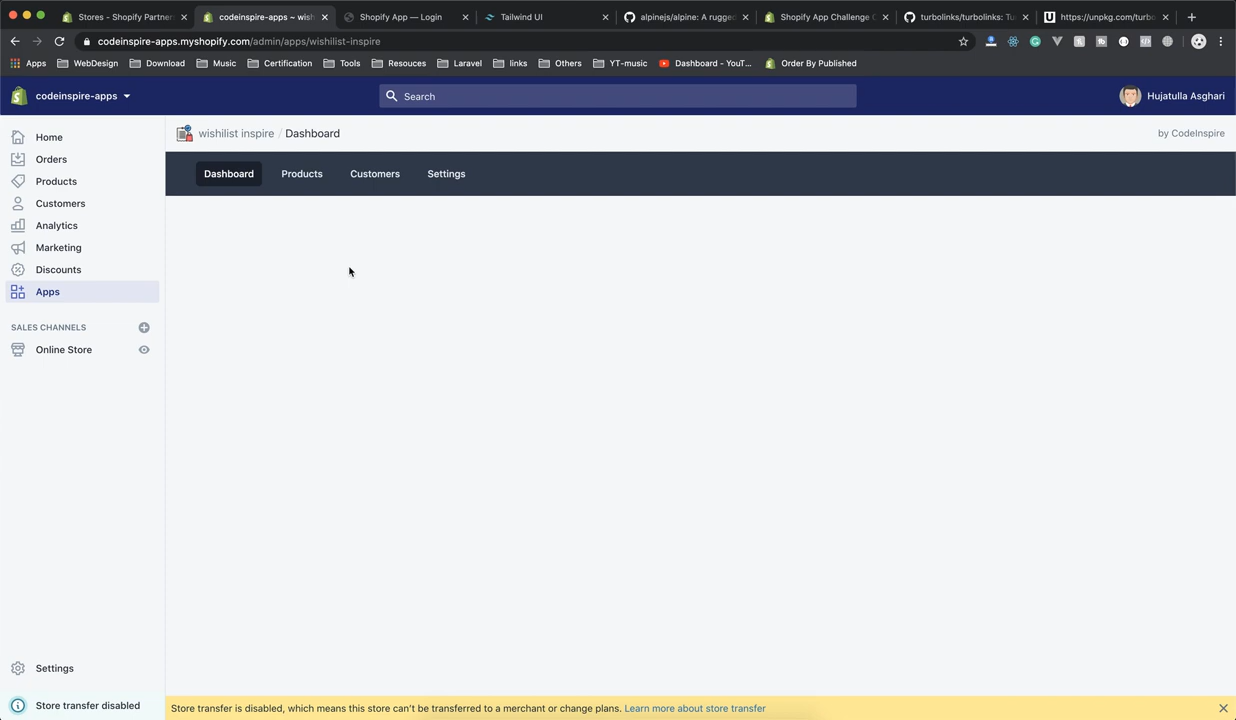 Stores - Shopify Partner
codeinspire-apps ~ wish
Shopify App — Login
Tailwind UI
alpinejs/alpine: A rugged
Shopify App Challenge
turbolinks/turbolinks: Tu
https://unpkg.com/turbo
codeinspire-apps.myshopify.com/admin/apps/wishilist-inspire
Apps WebDesign Download Music Certification Tools Resouces Laravel links Others YT-music Dashboard - YouT... Order By Published
codeinspire-apps
Search
Hujatulla Asghari
Home
Orders
Products
Customers
Analytics
Marketing
Discounts
Apps
SALES CHANNELS
Online Store
Settings
Store transfer disabled
wishilist inspire / Dashboard
by CodeInspire
Dashboard Products Customers Settings
Store transfer is disabled, which means this store can't be transferred to a merchant or change plans. Learn more about store transfer